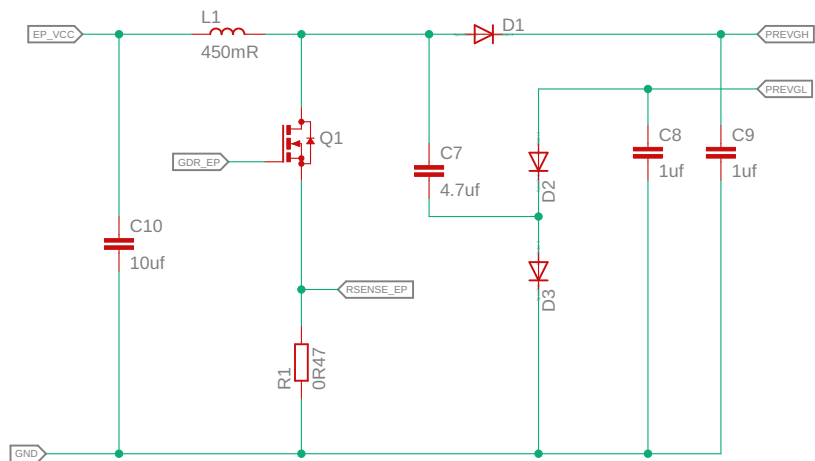 L1
D1
EP_VCC
PREVGH
450mR
PREVGL
Q1
C7
C8
C9
GDR_EP
1uf
1uf
4.7uf
D2
C10
10uf
RSENSE_EP
D3
R1
0R47
GND